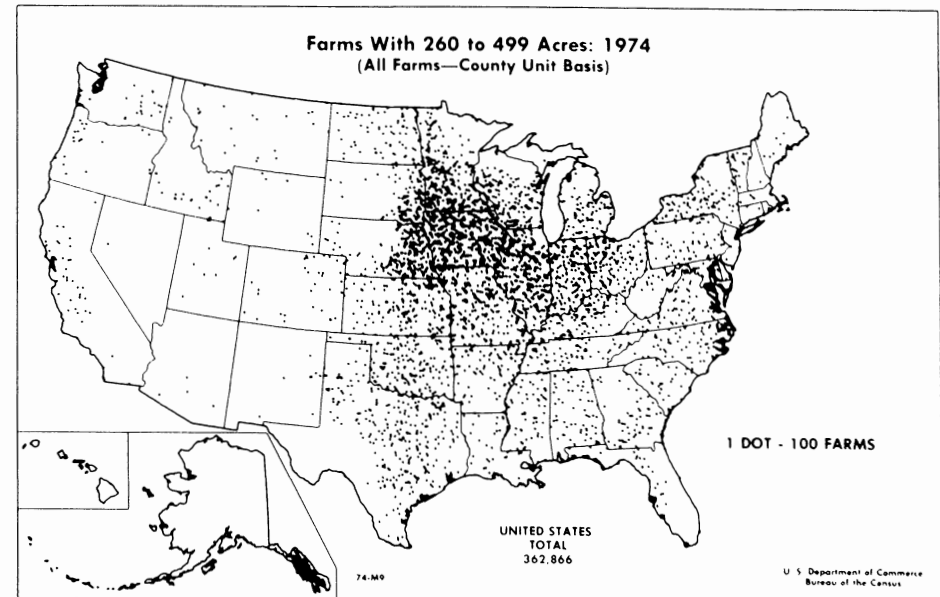 Farms With 260 to 499 Acres: 1974
(All Farms—County Unit Basis)
1 DOT - 100 FARMS
UNITED STATES
TOTAL
362,866
74-M9
U S Department of Commerce
Bureau of the Census